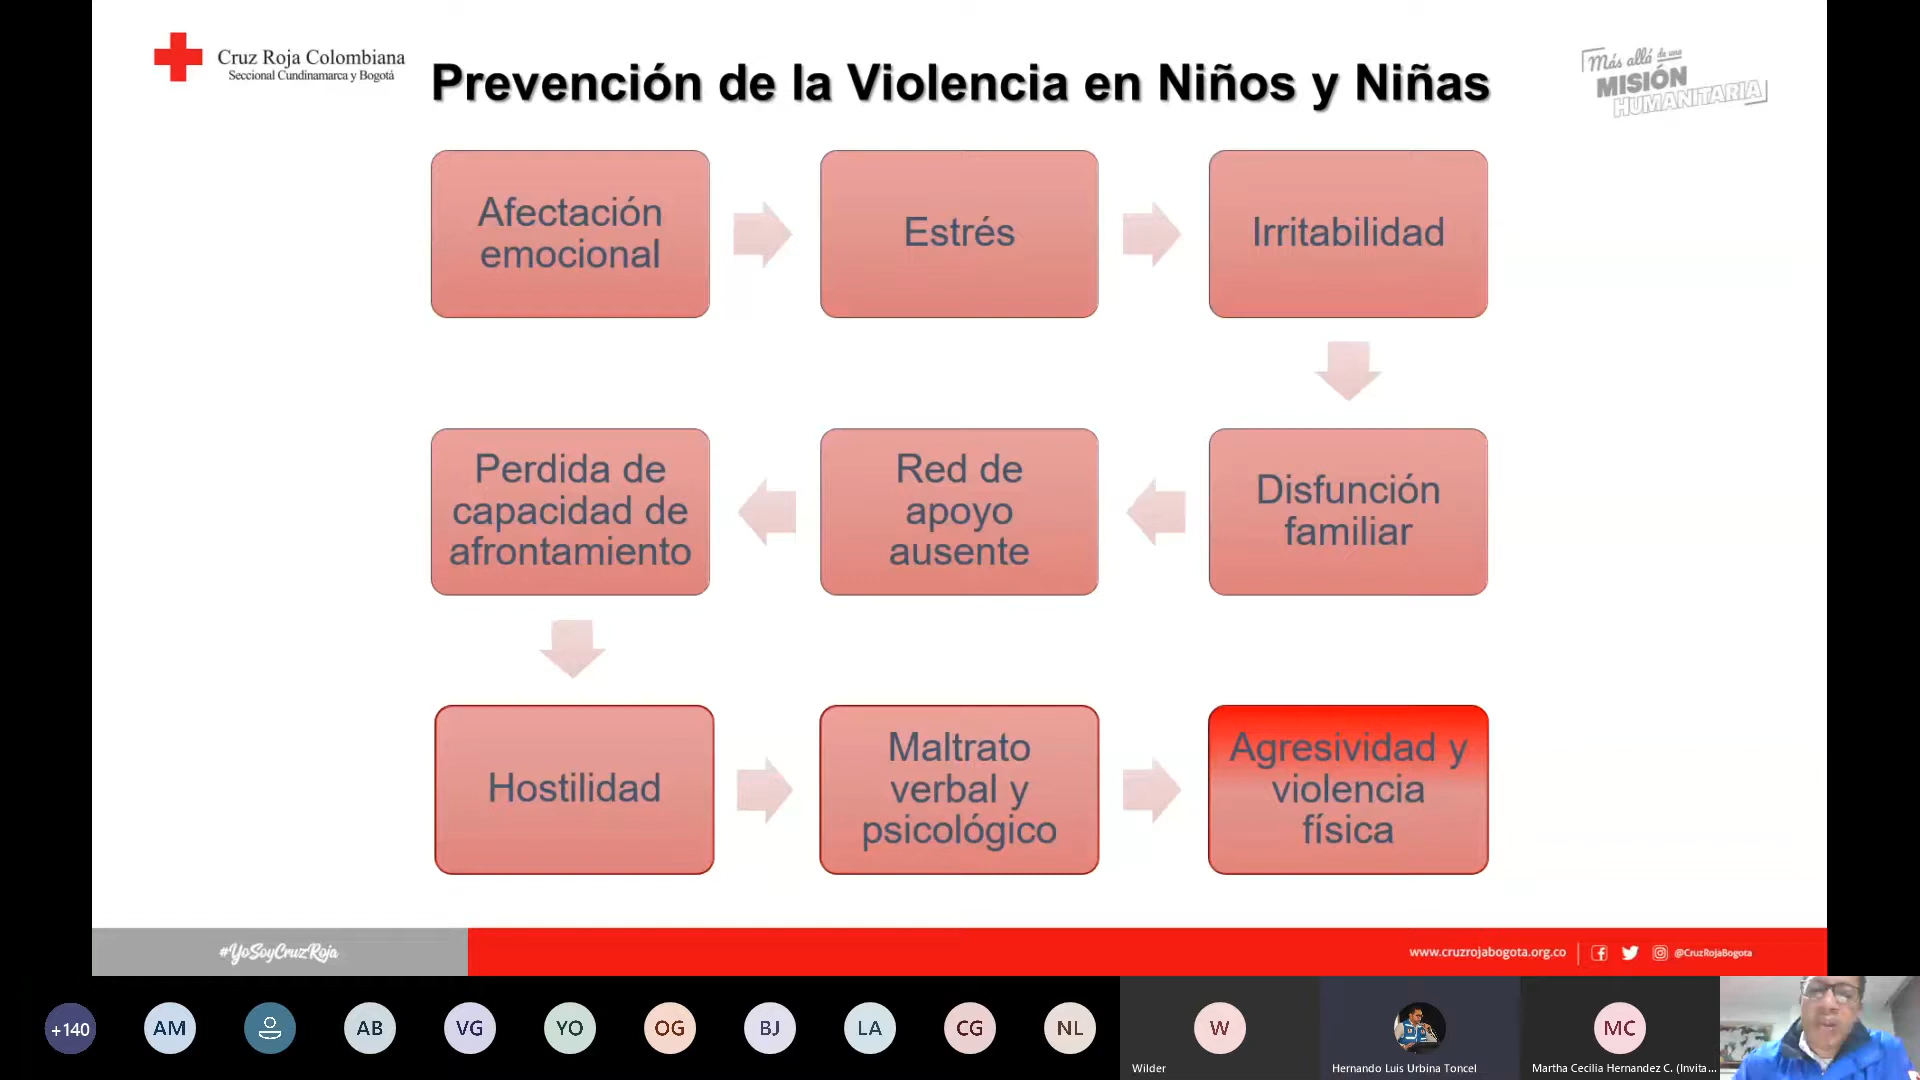 Cruz Roja Colombiana
Seccional Cundinamarca y Bogotá
Prevención de la Violencia en Niños y Niñas
Más allá de una
MISIÓN
HUMANITARIA
Afectación
emocional
Estrés
Irritabilidad
Disfunción
familiar
Red de
apoyo
ausente
Perdida de
capacidad de
afrontamiento
Hostilidad
Maltrato
verbal y
psicológico
Agresividad y
violencia
física
#YoSoyCruzRoja
www.cruzrojabogota.org.co
@CruzRojaBogota
+140
AM
AB
VG
YO
OG
BJ
LA
CG
NL
W
Wilder
Hernando Luis Urbina Toncel
MC
Martha Cecilia Hernandez C. (Invita...